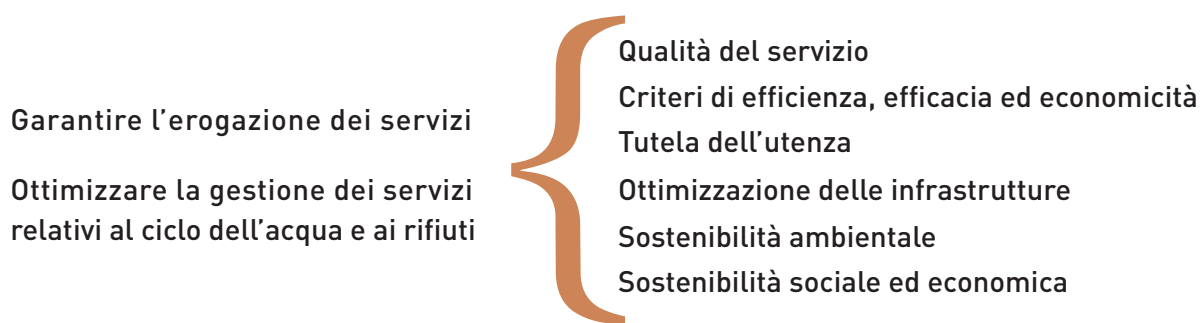 Garantire l'erogazione dei servizi
Ottimizzare la gestione dei servizi
relativi al ciclo dell'acqua e ai rifiuti
Qualità del servizio
Criteri di efficienza, efficacia ed economicità
Tutela dell'utenza
Ottimizzazione delle infrastrutture
Sostenibilità ambientale
Sostenibilità sociale ed economica